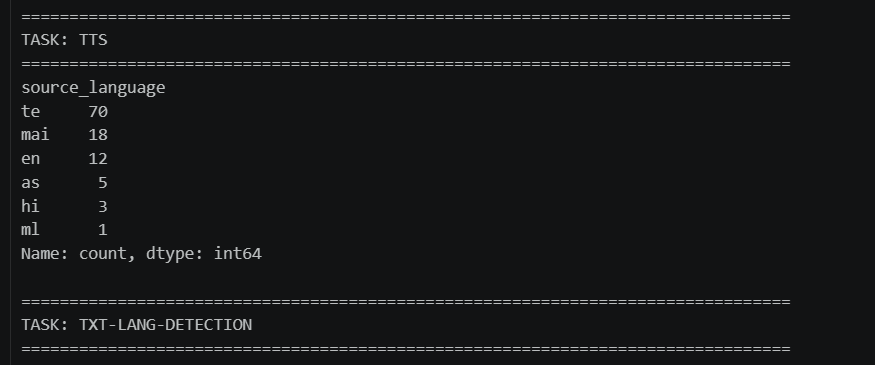 ================================================================================
TASK: TTS
================================================================================
source_language
te     70
mai    18
en     12
as      5
hi      3
ml      1
Name: count, dtype: int64

================================================================================
TASK: TXT-LANG-DETECTION
================================================================================